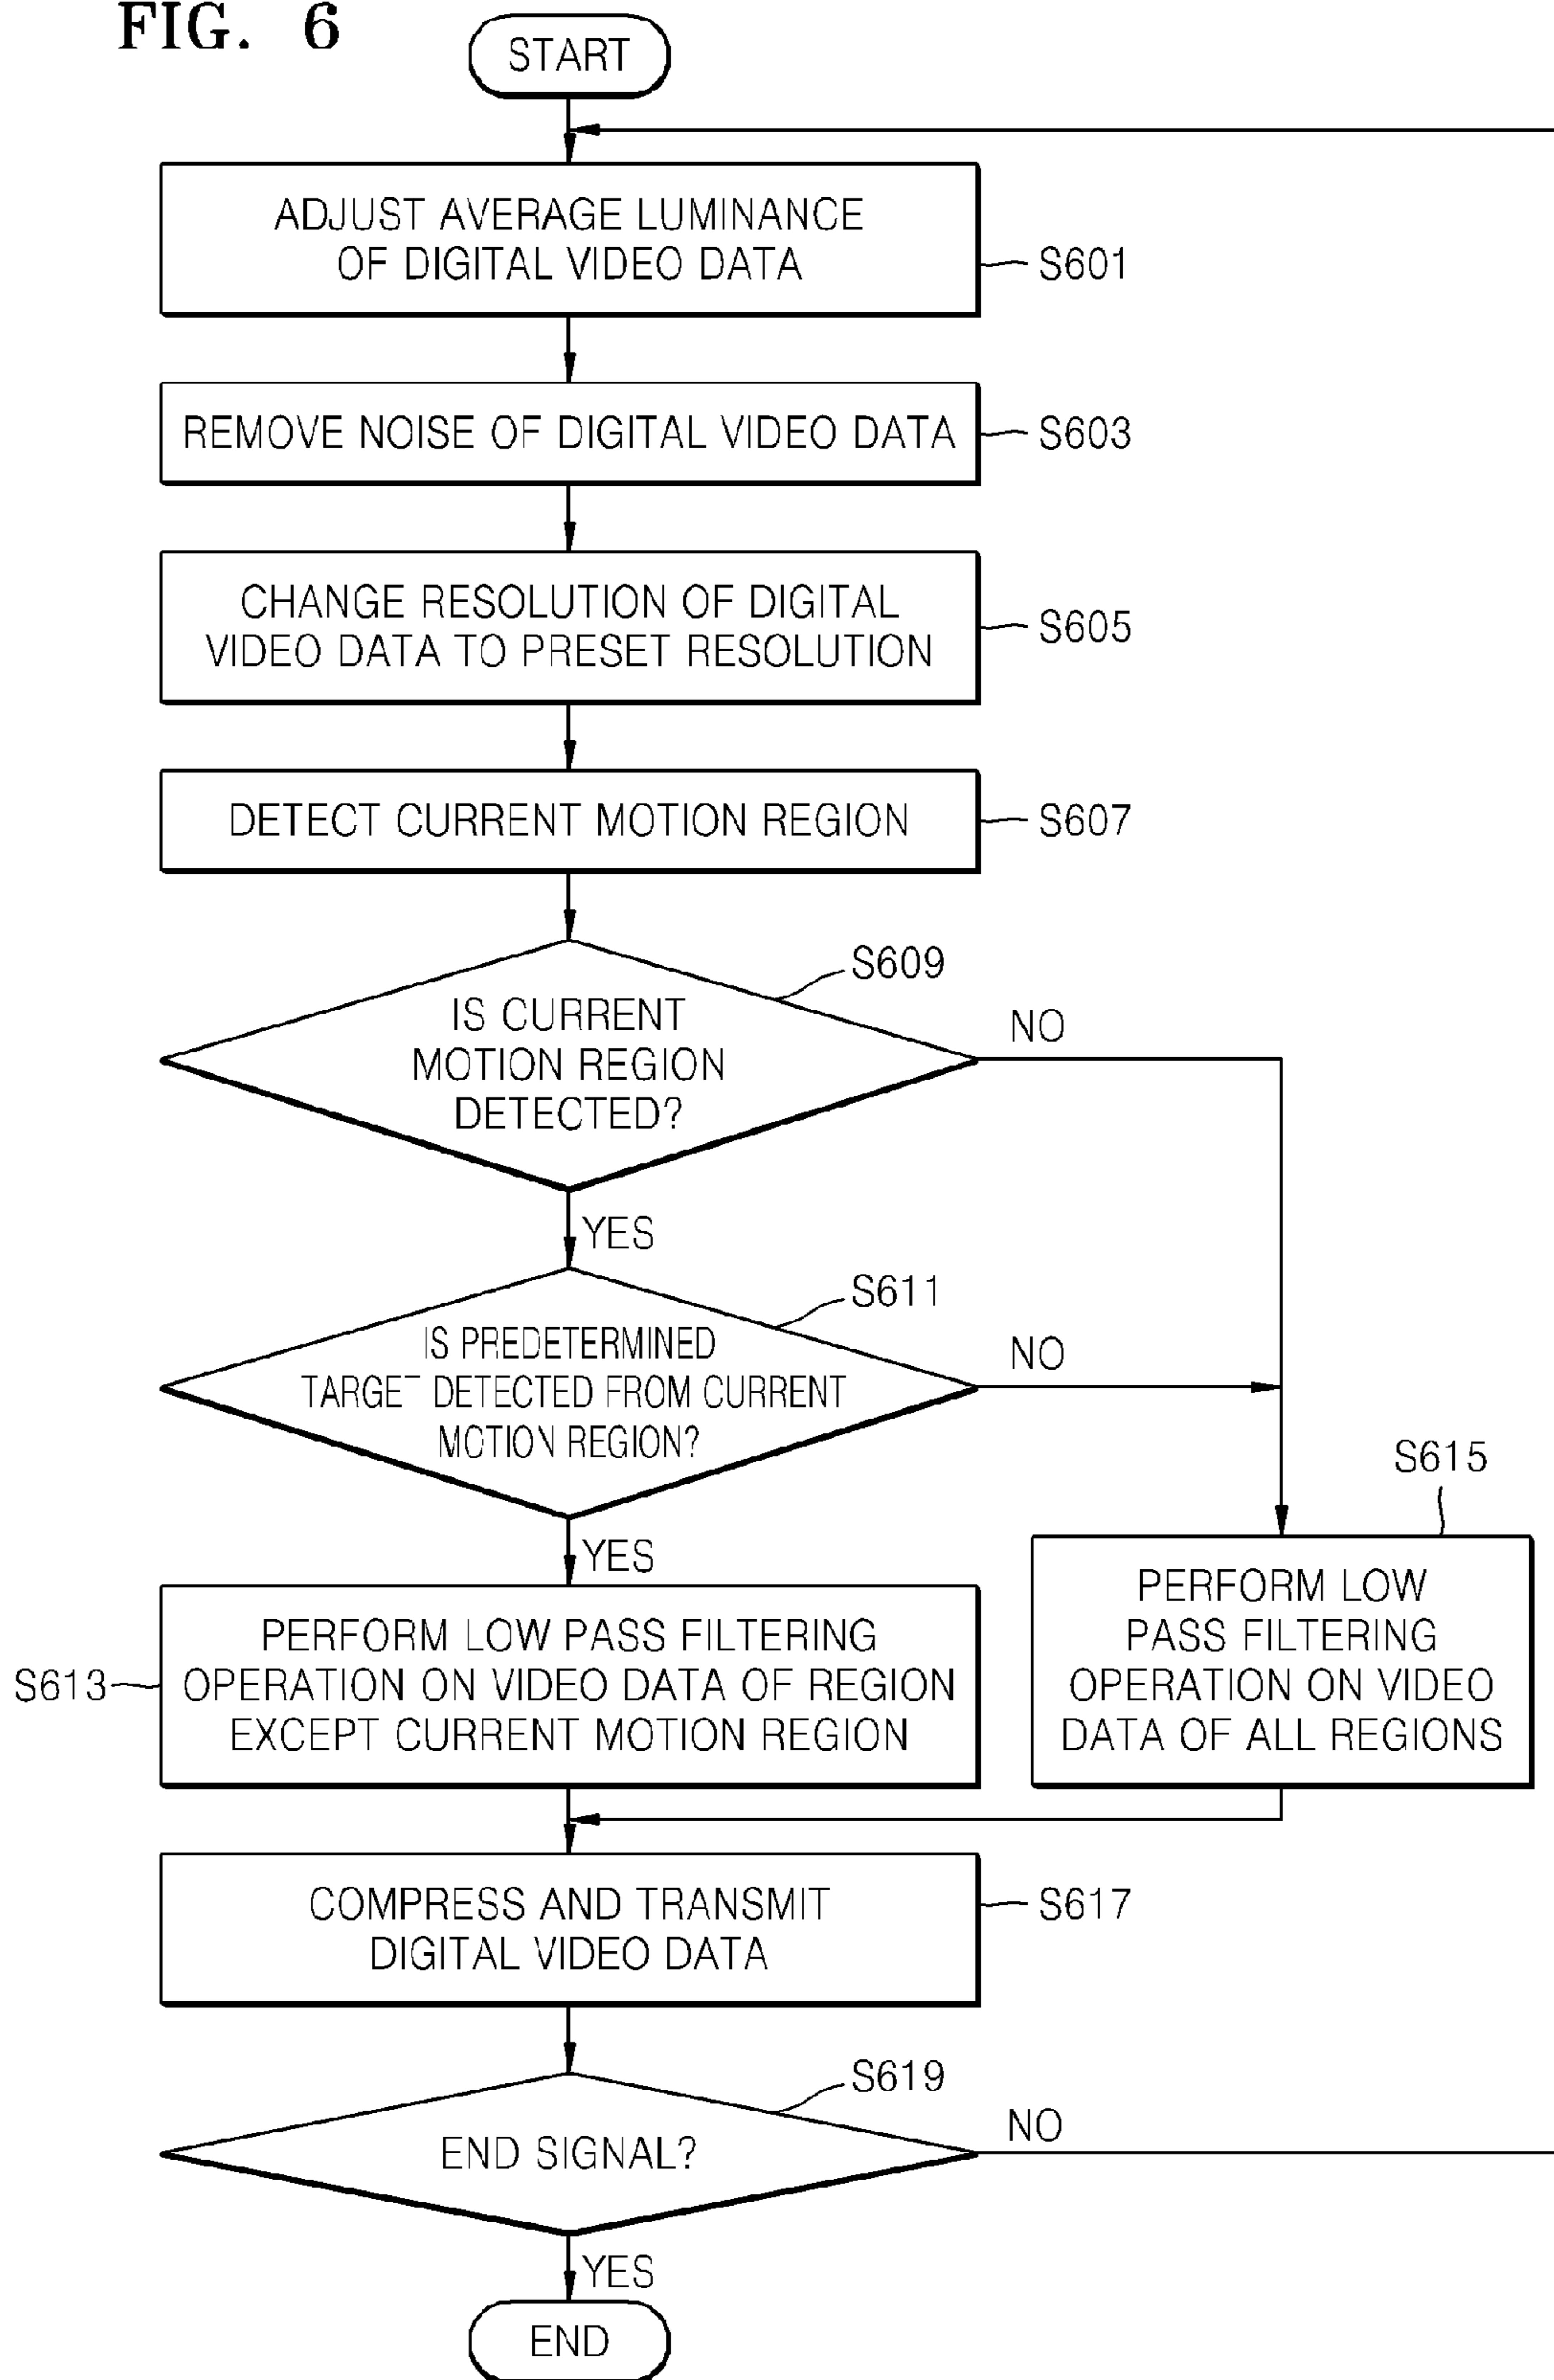 FIG. 6
START
ADJUST AVERAGE LUMINANCE
OF DIGITAL VIDEO DATA
S601
REMOVE NOISE OF DIGITAL VIDEO DATA
S603
CHANGE RESOLUTION OF DIGITAL
VIDEO DATA TO PRESET RESOLUTION
S605
DETECT CURRENT MOTION REGION
S607
S609
IS CURRENT
MOTION REGION
DETECTED?
NO
YES
S611
IS PREDETERMINED
TARGET DETECTED FROM CURRENT
MOTION REGION?
NO
YES
S613
PERFORM LOW PASS FILTERING
OPERATION ON VIDEO DATA OF REGION
EXCEPT CURRENT MOTION REGION
S615
PERFORM LOW
PASS FILTERING
OPERATION ON VIDEO
DATA OF ALL REGIONS
COMPRESS AND TRANSMIT
DIGITAL VIDEO DATA
S617
S619
END SIGNAL?
NO
YES
END